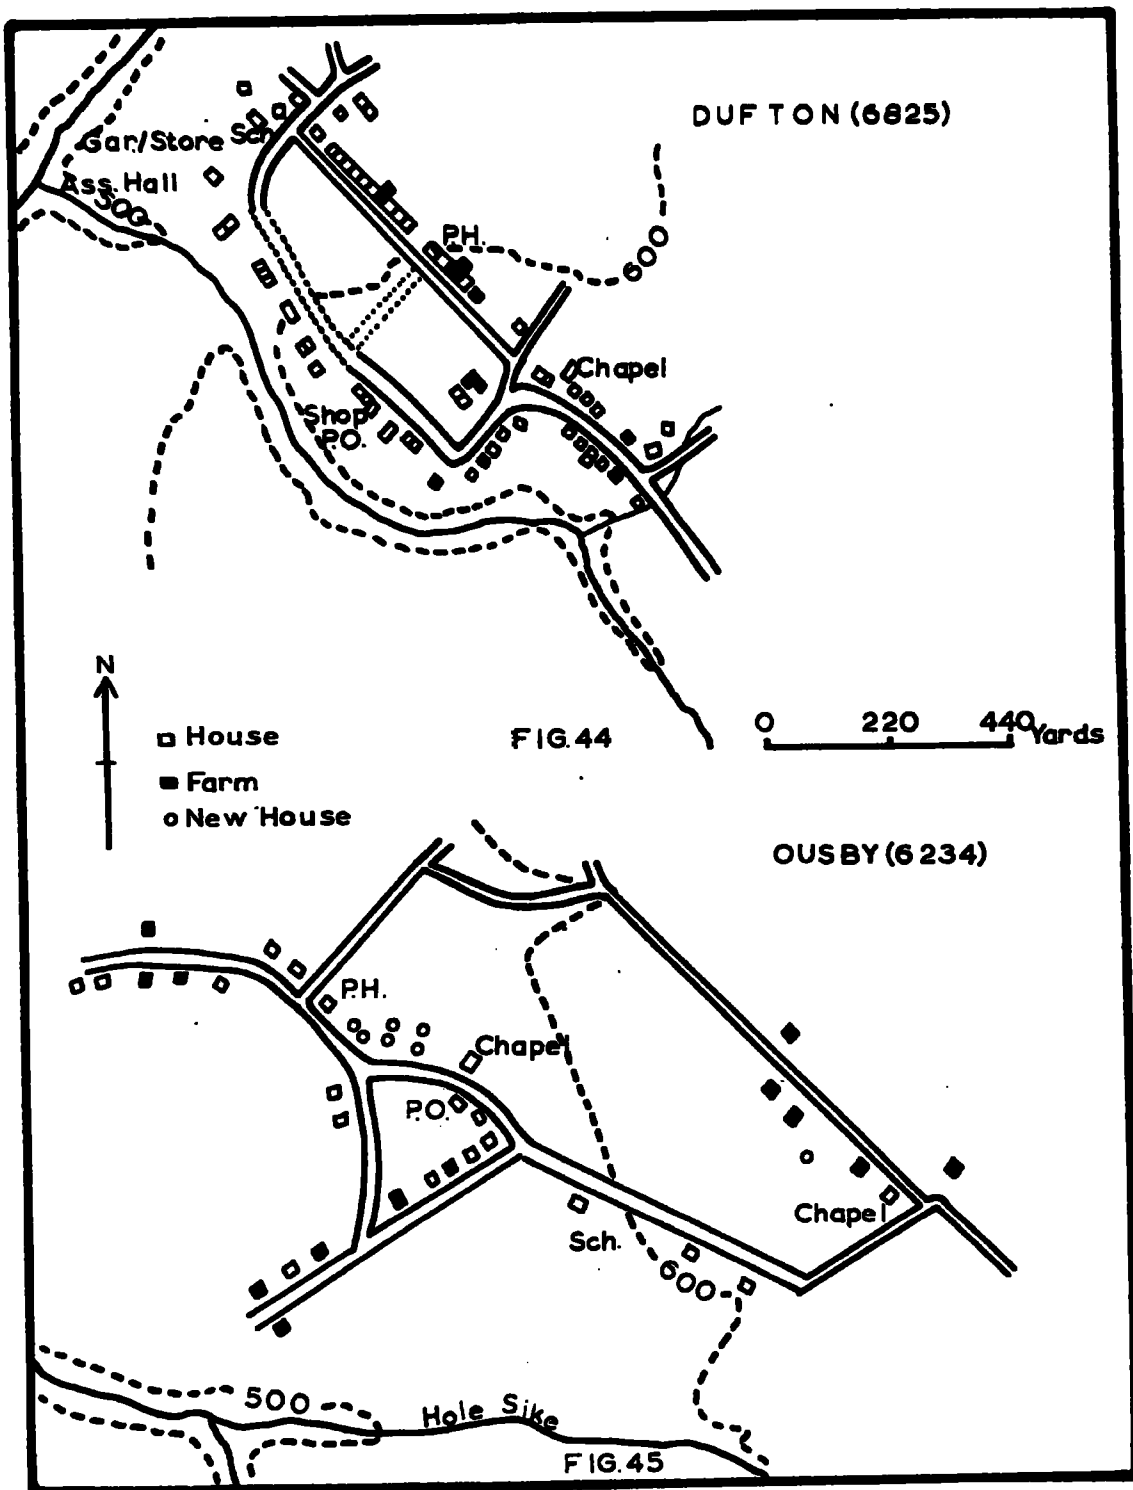 DUFTON (6825)
Gar./Store Sch.
Ass. Hall
500
P.H.
600
Chapel
Shop
P.O.
N
House
Farm
New House
FIG. 44
0 220 440 Yards
OUSBY (6234)
P.H.
Chapel
P.O.
Chapel
Sch.
600
500
Hole Sike
FIG. 45